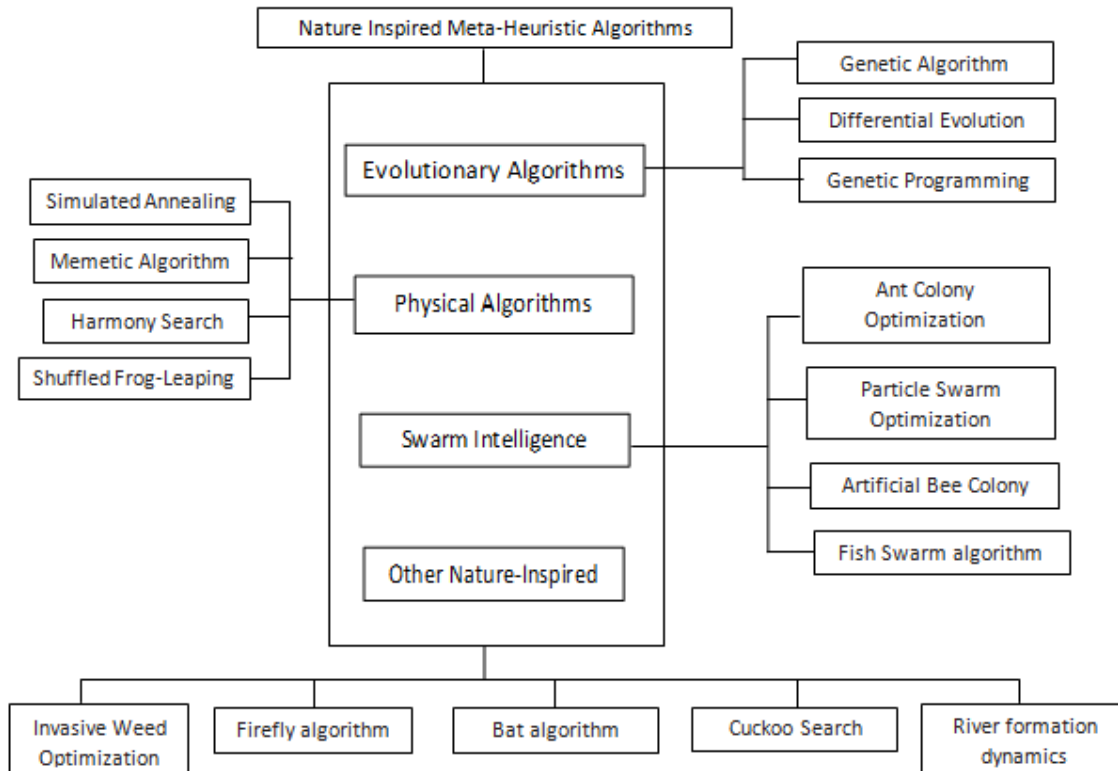 Nature Inspired Meta-Heuristic Algorithms
Genetic Algorithm
Differential Evolution
Evolutionary Algorithms
Genetic Programming
Simulated Annealing
Memetic Algorithm
Physical Algorithms
Harmony Search
Shuffled Frog-Leaping
Ant Colony
Optimization
Particle Swarm
Optimization
Swarm Intelligence
Artificial Bee Colony
Fish Swarm algorithm
Other Nature-Inspired
Invasive Weed
Optimization
Firefly algorithm
Bat algorithm
Cuckoo Search
River formation
dynamics